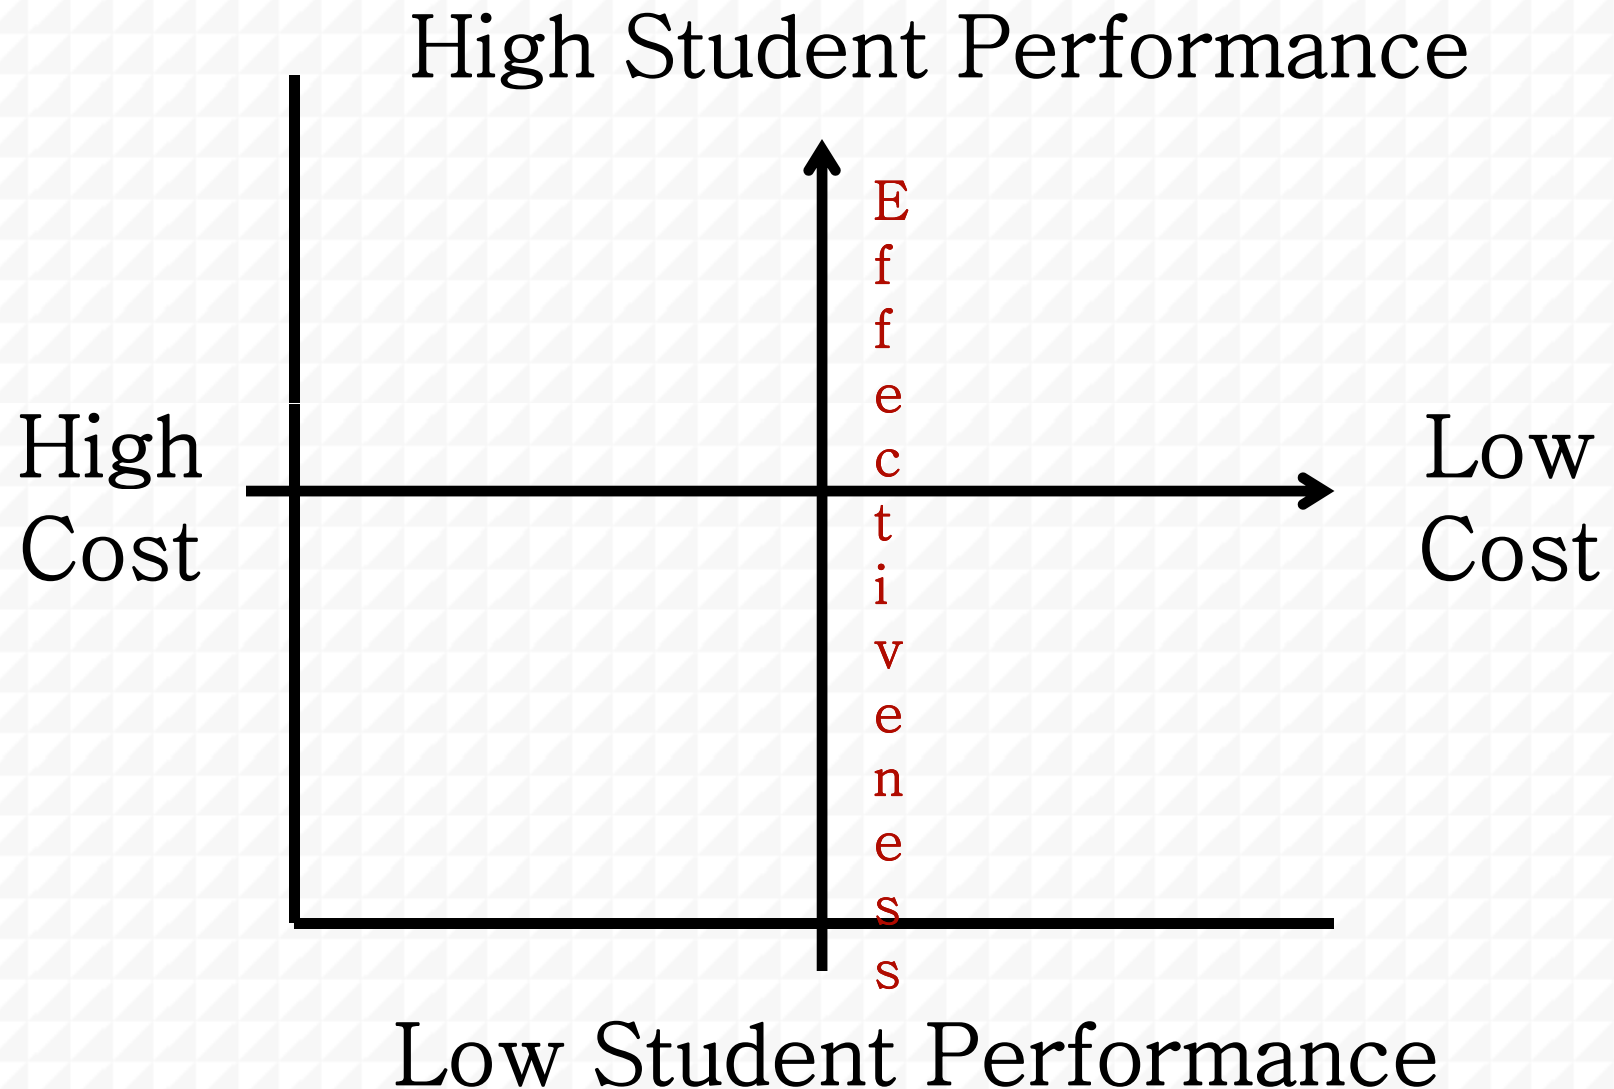 High Student Performance
E
f
f
e
c
t
i
v
e
n
e
s
s
High
Cost
Low
Cost
Low Student Performance